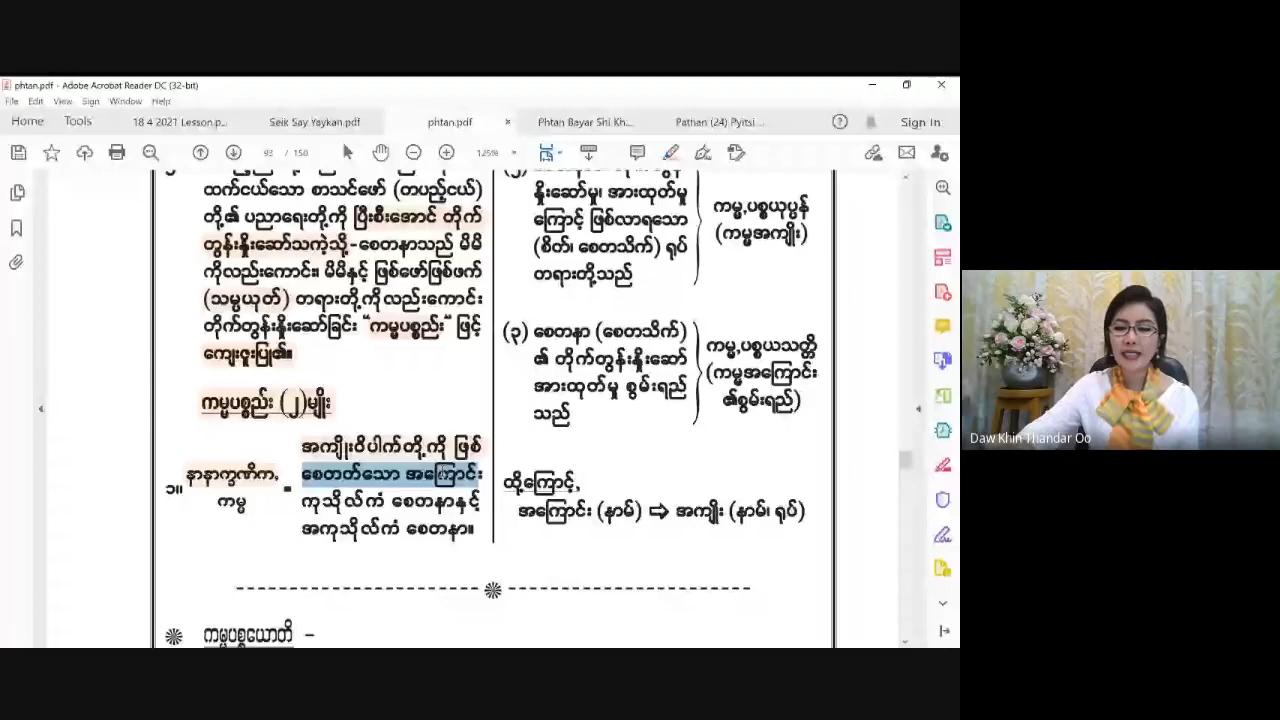 phtan.pdf - Adobe Acrobat Reader DC (32-bit)
File Edit View Sign Window Help
Home Tools 18 4 2021 Lesson.p... Seik Say Yaykan.pdf phtan.pdf × Phtan Bayar Shi Kh... Pathan (24) Pyitsi... Sign In
93 / 150 125%
ထက်ငယ်သော စာသင်ဖော် (တပည့်ငယ်)
တို့၏ ပညာရေးတို့ကို ပြီးစီးအောင် တိုက်
တွန်းနှိုးဆော်သကဲ့သို့-စေတနာသည် မိမိ
ကိုလည်းကောင်း၊ မိမိနှင့် ဖြစ်ဖော်ဖြစ်ဖက်
(သမ္ပယုတ်) တရားတို့ကိုလည်းကောင်း
တိုက်တွန်းနှိုးဆော်ခြင်း "ကမ္မပစ္စည်း" ဖြင့်
ကျေးဇူးပြု၏။
ကမ္မပစ္စည်း (၂)မျိုး
၁။ နာနာက္ခဏိက, ကမ္မ = အကျိုးဝိပါက်တို့ကို ဖြစ်
စေတတ်သော အကြောင်း
ကုသိုလ်ကံ စေတနာနှင့်
အကုသိုလ်ကံ စေတနာ။
နှိုးဆော်မှု၊ အားထုတ်မှု
ကြောင့် ဖြစ်လာရသော
(စိတ်၊ စေတသိက်) ရုပ်
တရားတို့သည်
ကမ္မ,ပစ္စယုပ္ပန်
(ကမ္မအကျိုး)
(၃) စေတနာ (စေတသိက်)
၏ တိုက်တွန်းနှိုးဆော်
အားထုတ်မှု စွမ်းရည်
သည်
ကမ္မ,ပစ္စယသတ္တိ
(ကမ္မအကြောင်း
၏စွမ်းရည်)
ထို့ကြောင့်,
အကြောင်း (နာမ်) ⇨ အကျိုး (နာမ်၊ ရုပ်)
ကမ္မပစ္စယောတိ –
Daw Khin Thandar Oo